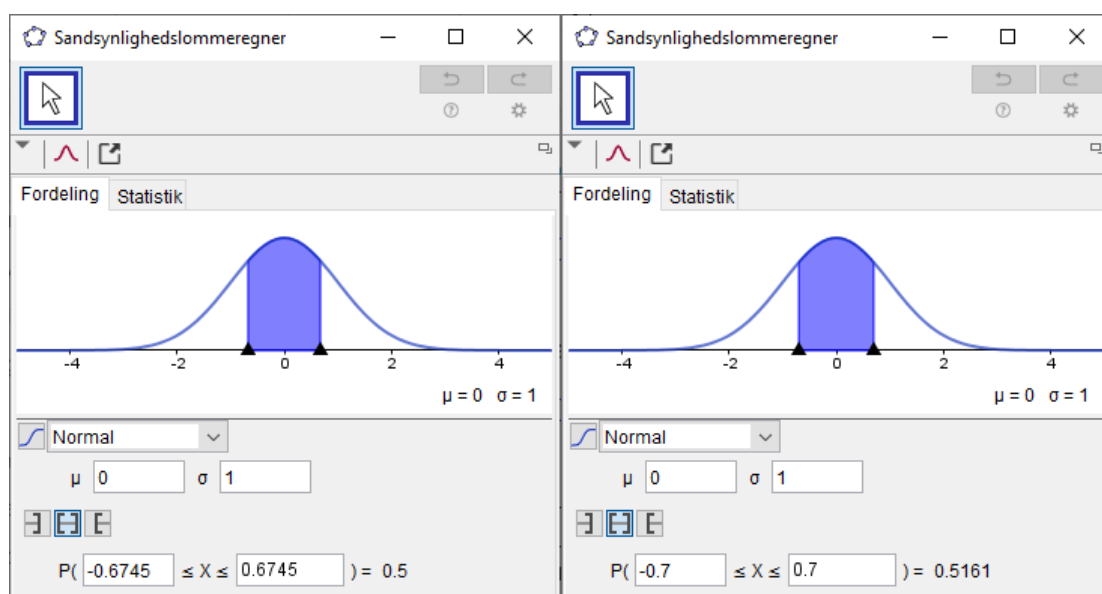 Sandsynlighedslommeregner
Fordeling Statistik
-4 -2 0 2 4
μ = 0 σ = 1
Normal
μ 0 σ 1
P( -0.6745 ≤ X ≤ 0.6745 ) = 0.5
Sandsynlighedslommeregner
Fordeling Statistik
-4 -2 0 2 4
μ = 0 σ = 1
Normal
μ 0 σ 1
P( -0.7 ≤ X ≤ 0.7 ) = 0.5161